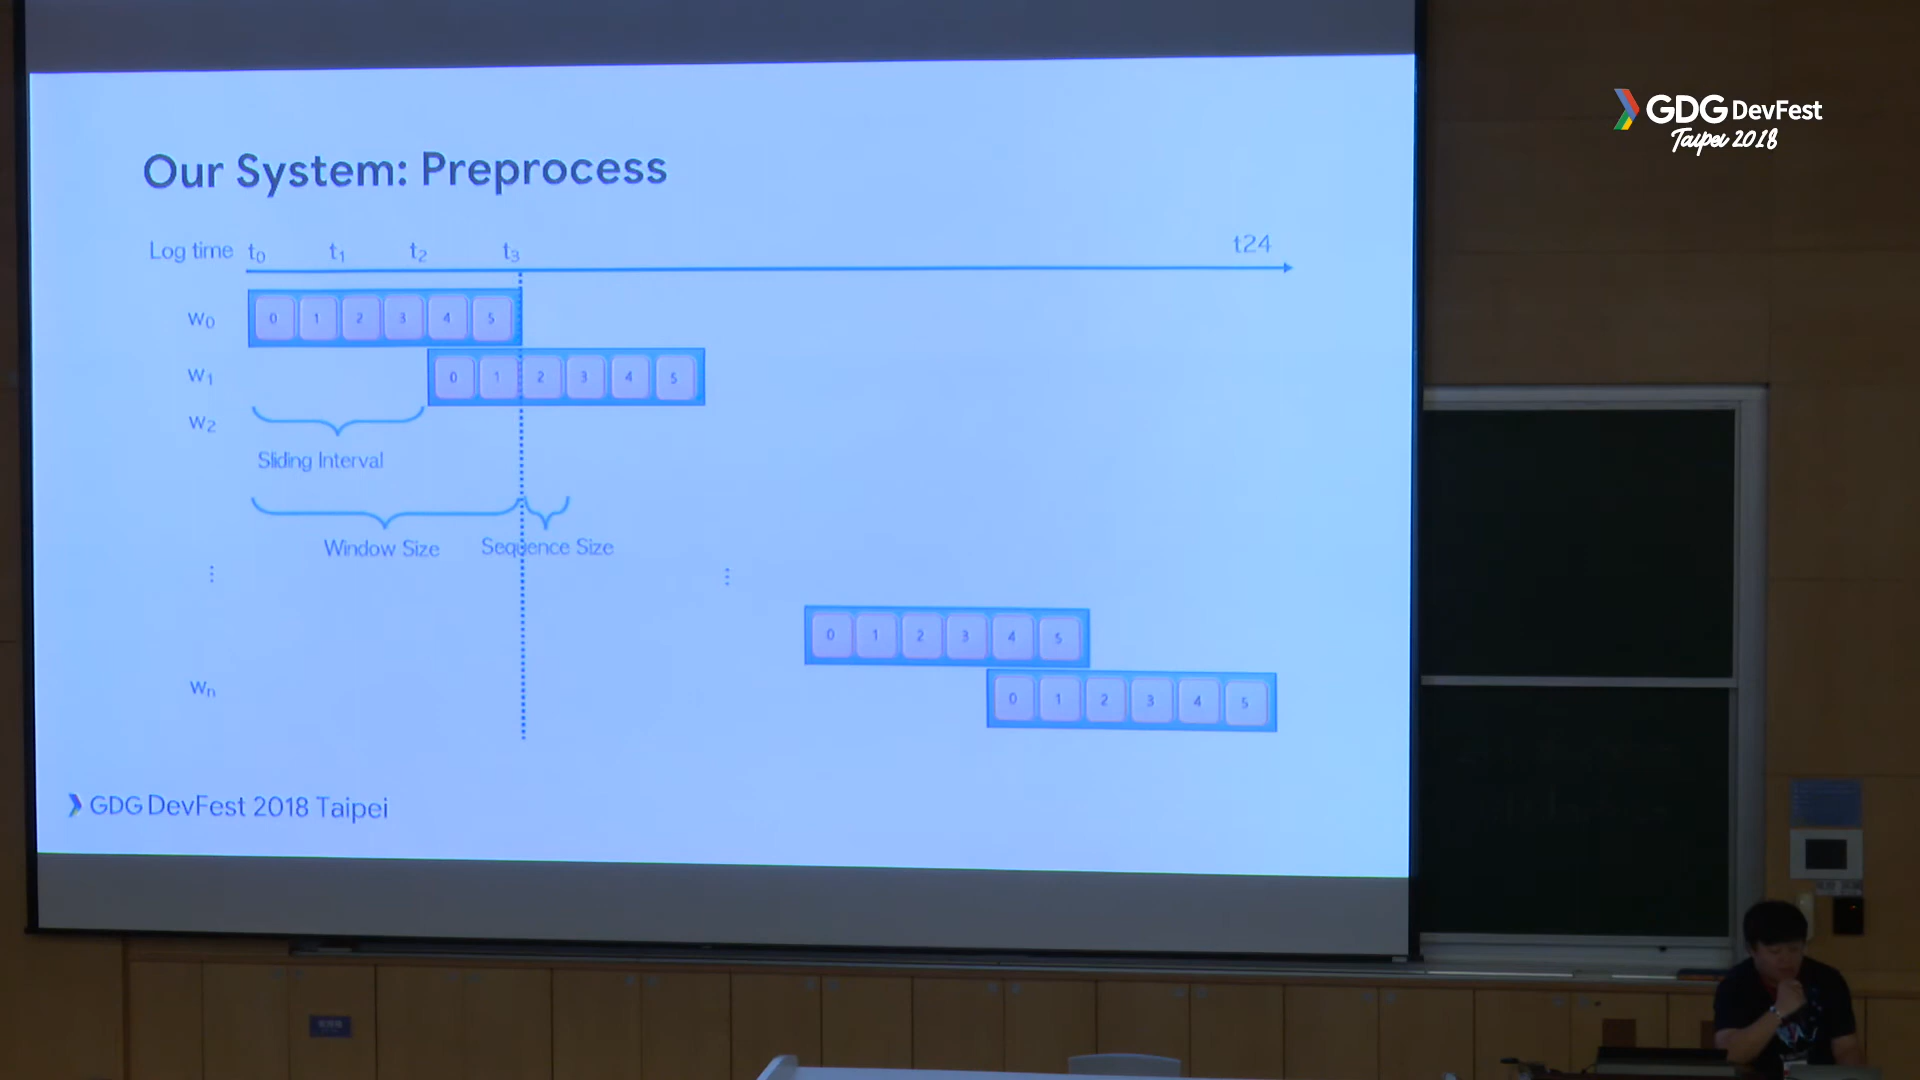 GDG DevFest
Taipei 2018
Our System: Preprocess
Log time t₀ t₁ t₂ t₃ t24
w₀ 0 1 2 3 4 5
w₁ 0 1 2 3 4 5
w₂
Sliding Interval
Window Size Sequence Size
⋮ ⋮
0 1 2 3 4 5
wₙ 0 1 2 3 4 5
GDG DevFest 2018 Taipei